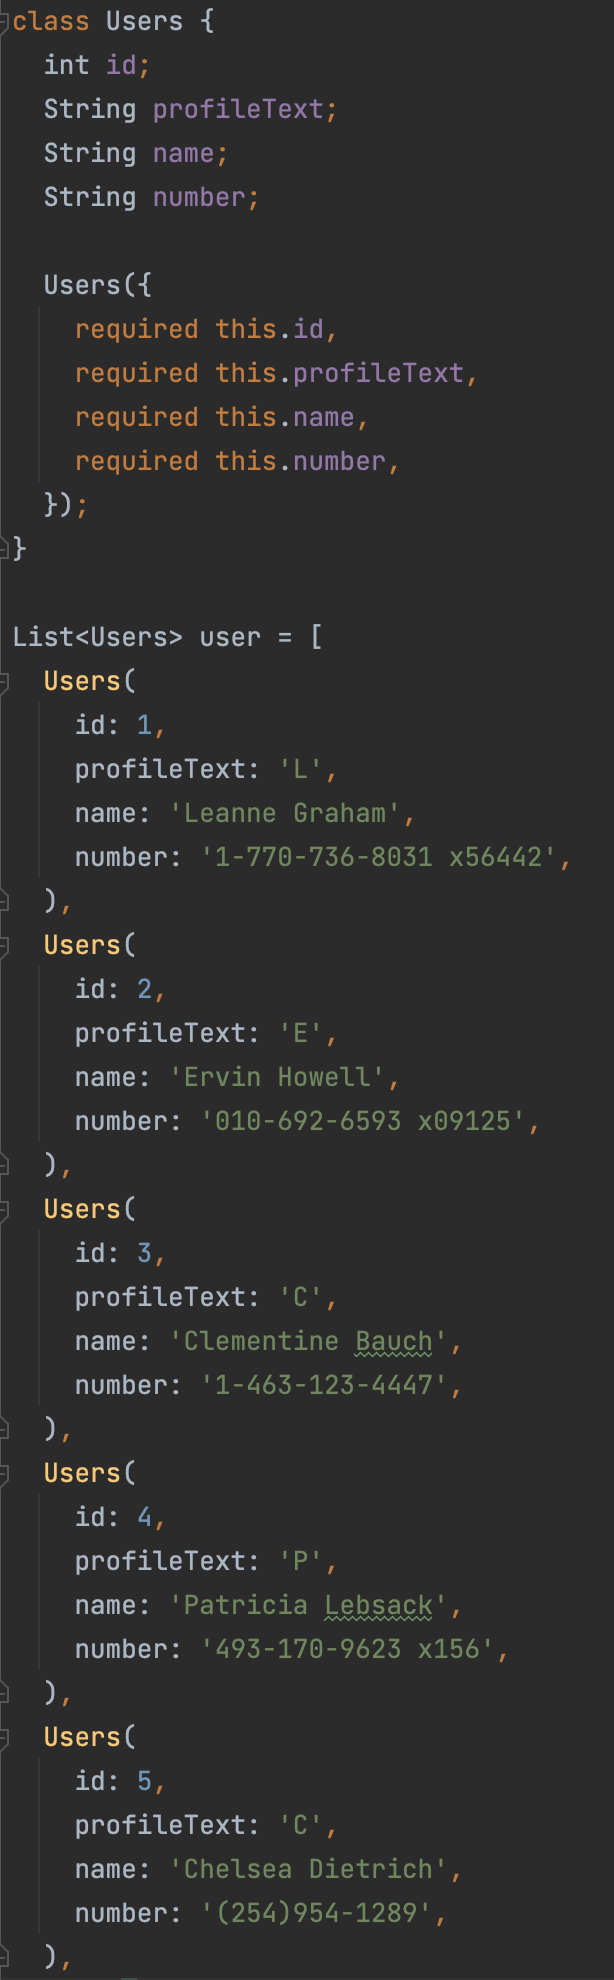 class Users {
  int id;
  String profileText;
  String name;
  String number;

  Users({
    required this.id,
    required this.profileText,
    required this.name,
    required this.number,
  });
}

List<Users> user = [
  Users(
    id: 1,
    profileText: 'L',
    name: 'Leanne Graham',
    number: '1-770-736-8031 x56442',
  ),
  Users(
    id: 2,
    profileText: 'E',
    name: 'Ervin Howell',
    number: '010-692-6593 x09125',
  ),
  Users(
    id: 3,
    profileText: 'C',
    name: 'Clementine Bauch',
    number: '1-463-123-4447',
  ),
  Users(
    id: 4,
    profileText: 'P',
    name: 'Patricia Lebsack',
    number: '493-170-9623 x156',
  ),
  Users(
    id: 5,
    profileText: 'C',
    name: 'Chelsea Dietrich',
    number: '(254)954-1289',
  ),